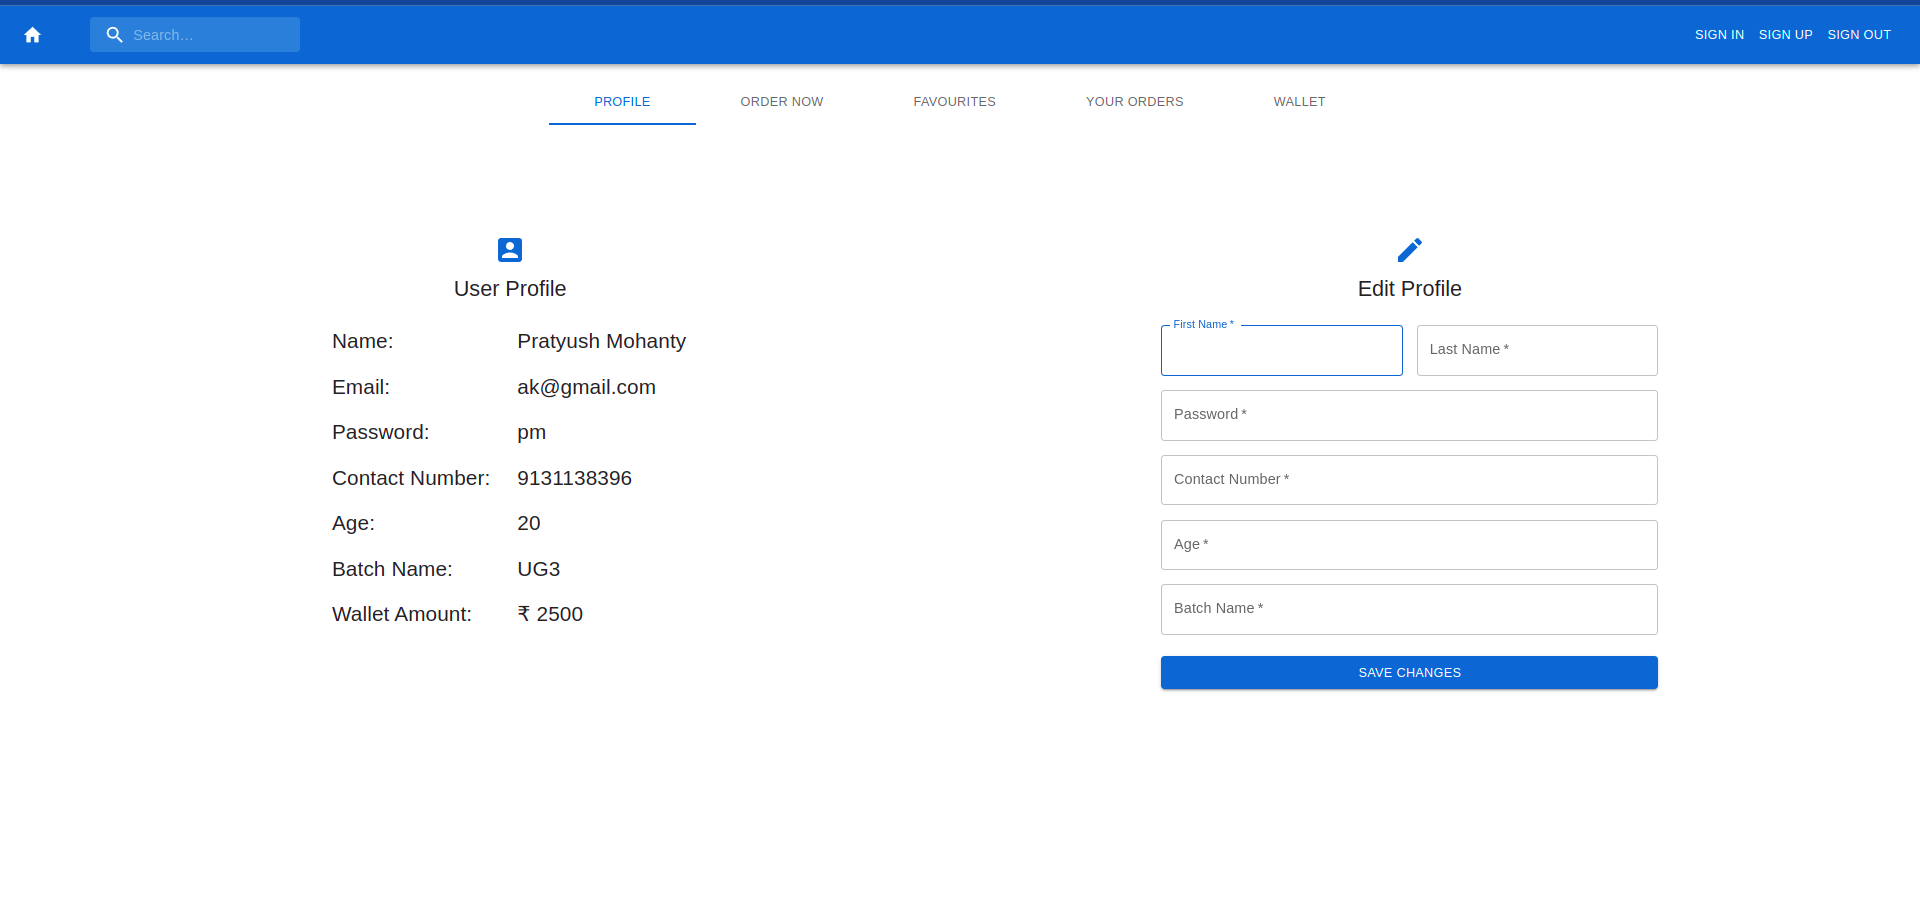 Search… SIGN IN SIGN UP SIGN OUT
PROFILE ORDER NOW FAVOURITES YOUR ORDERS WALLET
User Profile
Name: Pratyush Mohanty
Email: ak@gmail.com
Password: pm
Contact Number: 9131138396
Age: 20
Batch Name: UG3
Wallet Amount: ₹ 2500
Edit Profile
First Name *
Last Name *
Password *
Contact Number *
Age *
Batch Name *
SAVE CHANGES